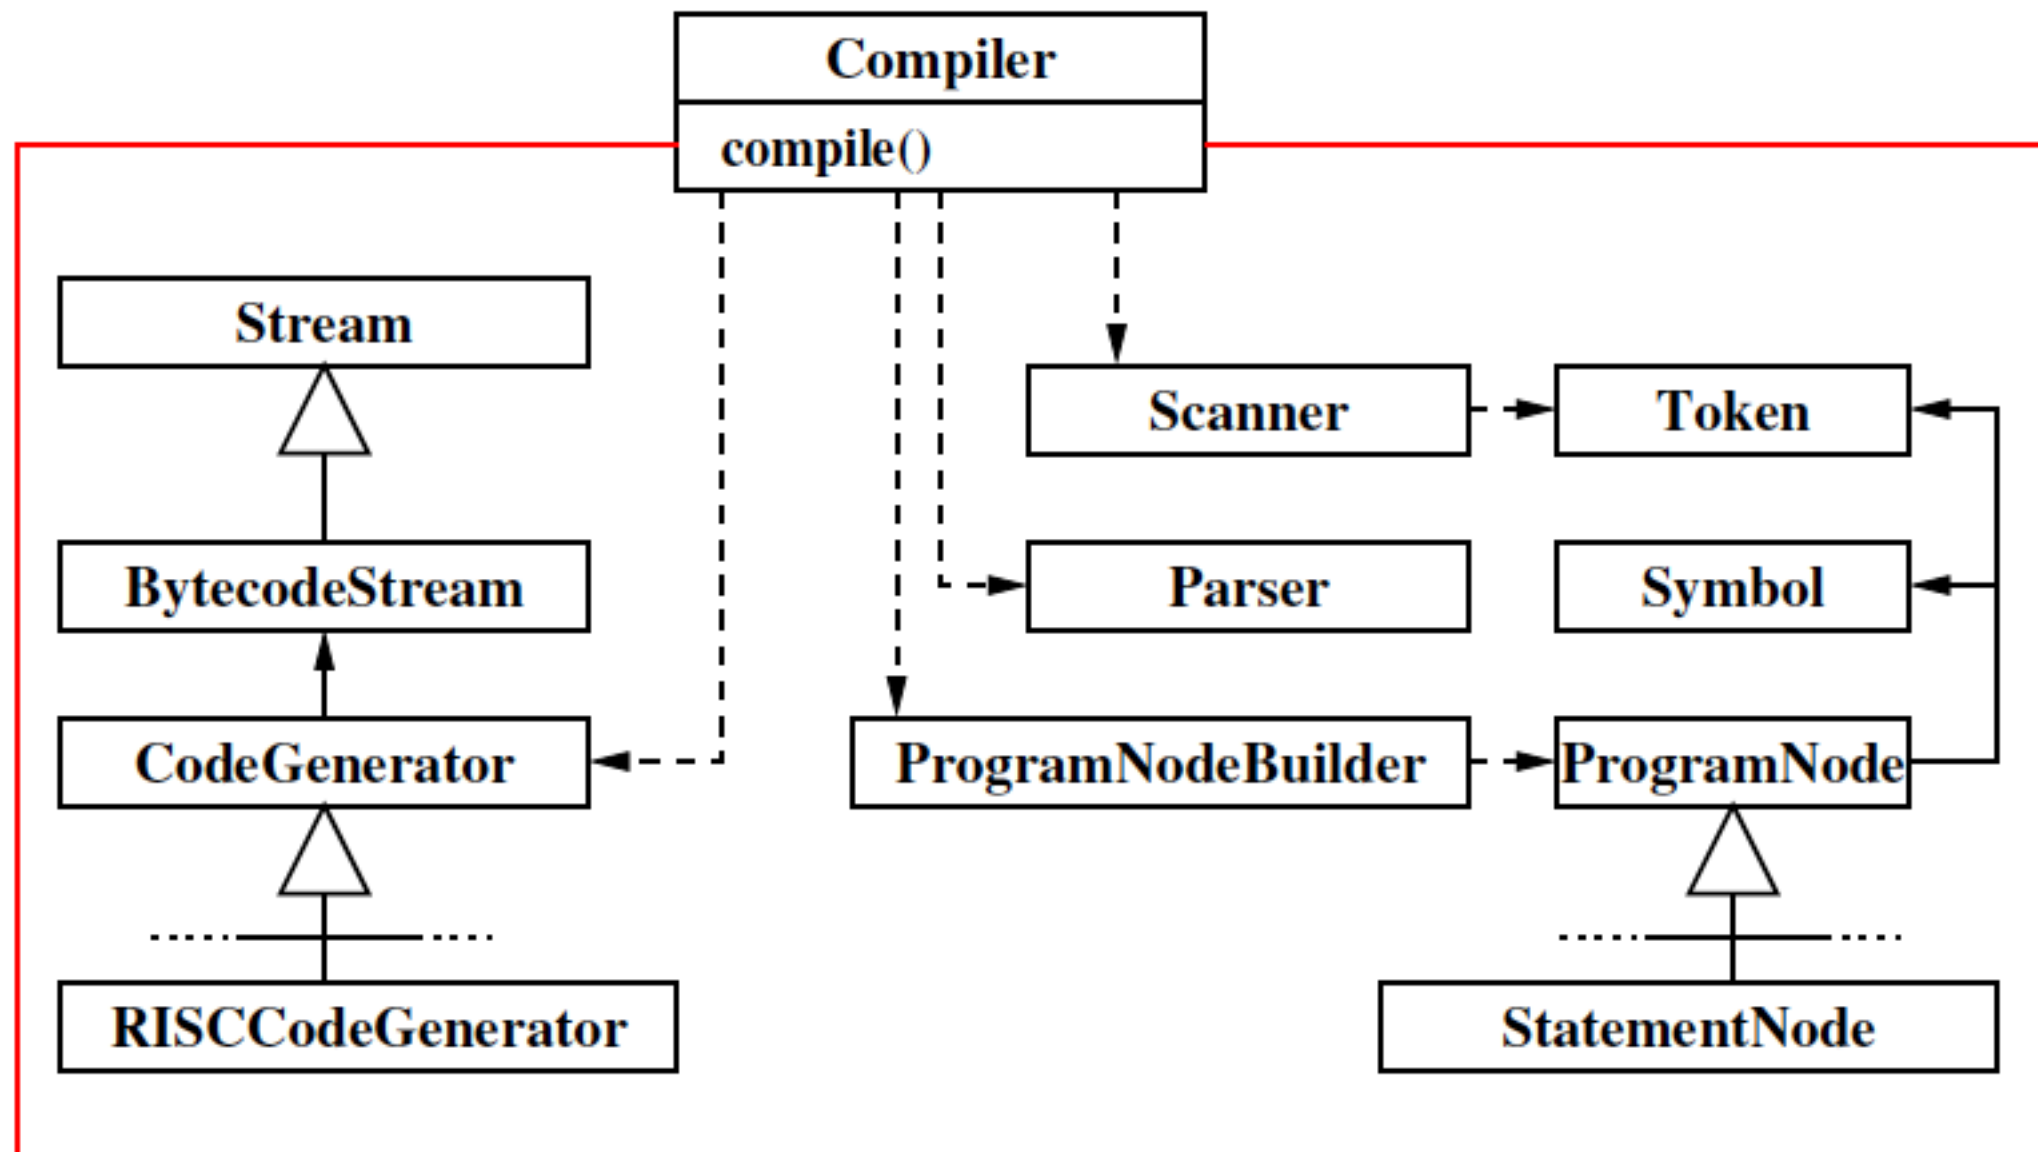 Compiler
compile()
Stream
Scanner
Token
BytecodeStream
Parser
Symbol
CodeGenerator
ProgramNodeBuilder
ProgramNode
RISCCodeGenerator
StatementNode